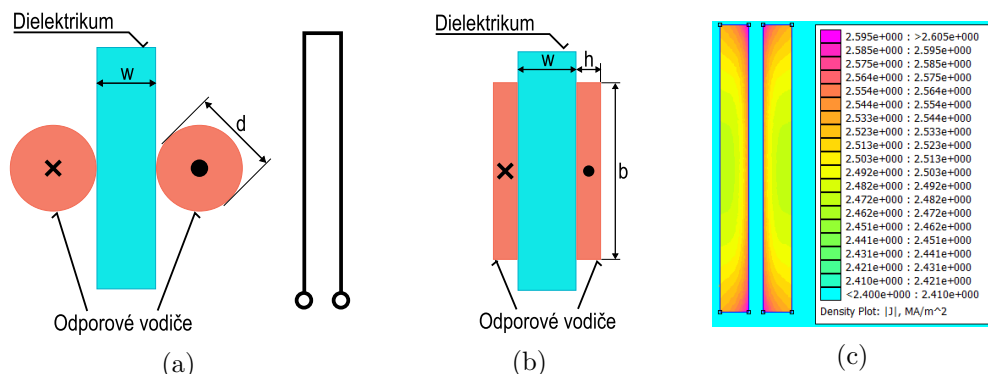 Dielektrikum
w
d
Odporové vodiče
(a)
Dielektrikum
w
h
b
Odporové vodiče
(b)
2.595e+000 : >2.605e+000
2.585e+000 : 2.595e+000
2.575e+000 : 2.585e+000
2.564e+000 : 2.575e+000
2.554e+000 : 2.564e+000
2.544e+000 : 2.554e+000
2.533e+000 : 2.544e+000
2.523e+000 : 2.533e+000
2.513e+000 : 2.523e+000
2.503e+000 : 2.513e+000
2.492e+000 : 2.503e+000
2.482e+000 : 2.492e+000
2.472e+000 : 2.482e+000
2.462e+000 : 2.472e+000
2.451e+000 : 2.462e+000
2.441e+000 : 2.451e+000
2.431e+000 : 2.441e+000
2.421e+000 : 2.431e+000
2.410e+000 : 2.421e+000
<2.400e+000 : 2.410e+000
Density Plot: |J|, MA/m^2
(c)